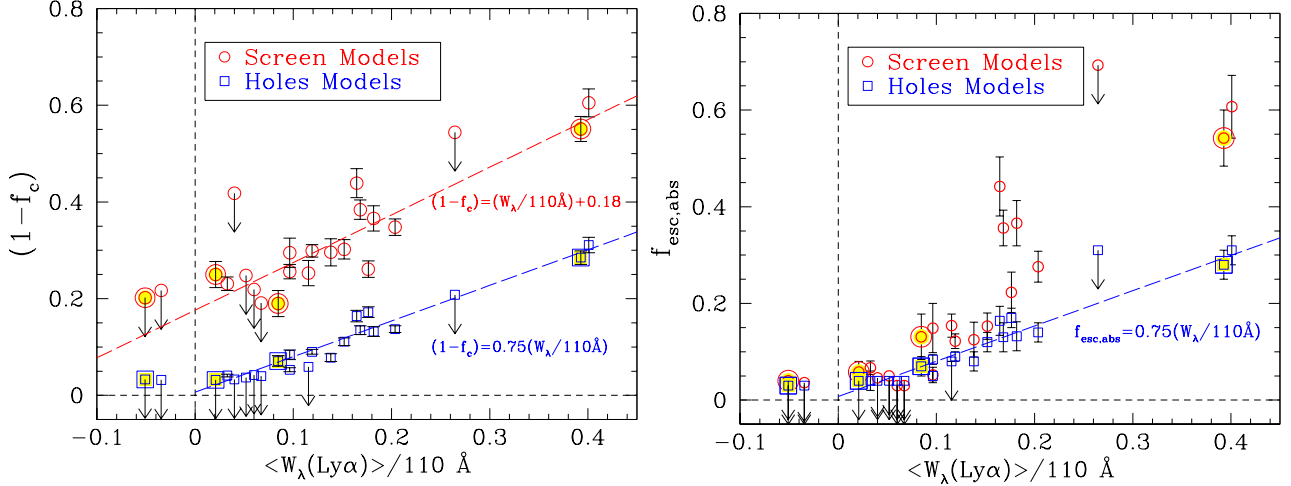 0.8
0.6
0.4
0.2
0
(1−f_c)
Screen Models
Holes Models
(1−f_c)=(W_λ/110Å)+0.18
(1−f_c)=0.75(W_λ/110Å)
−0.1 0 0.1 0.2 0.3 0.4
<W_λ(Lyα)>/110 Å
0.8
0.6
0.4
0.2
0
f_esc,abs
Screen Models
Holes Models
f_esc,abs=0.75(W_λ/110Å)
−0.1 0 0.1 0.2 0.3 0.4
<W_λ(Lyα)>/110 Å